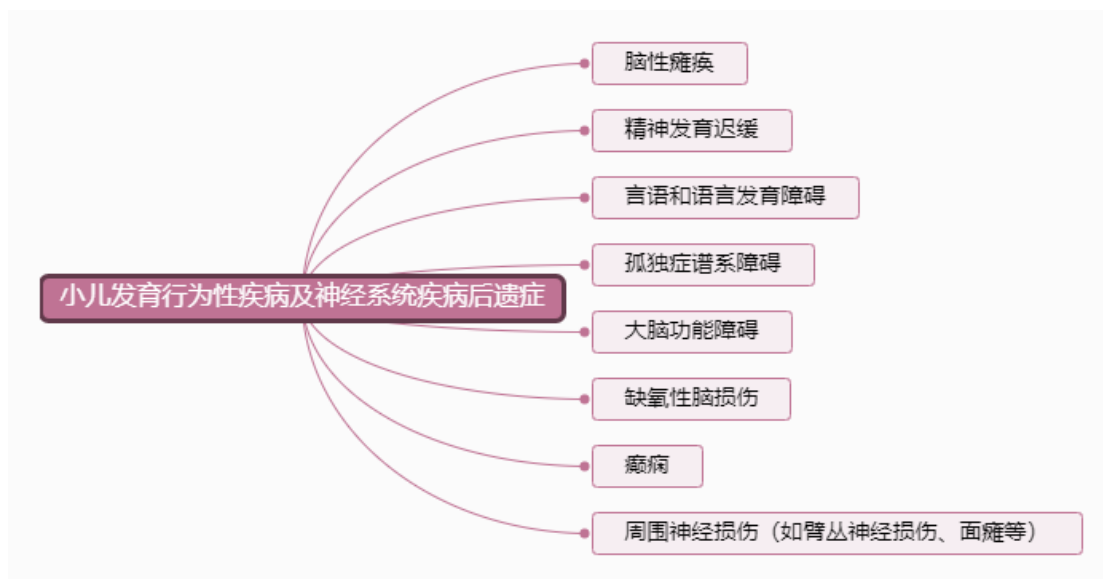 脑性瘫痪
精神发育迟缓
言语和语言发育障碍
孤独症谱系障碍
小儿发育行为性疾病及神经系统疾病后遗症
大脑功能障碍
缺氧性脑损伤
癫痫
周围神经损伤（如臂丛神经损伤、面瘫等）